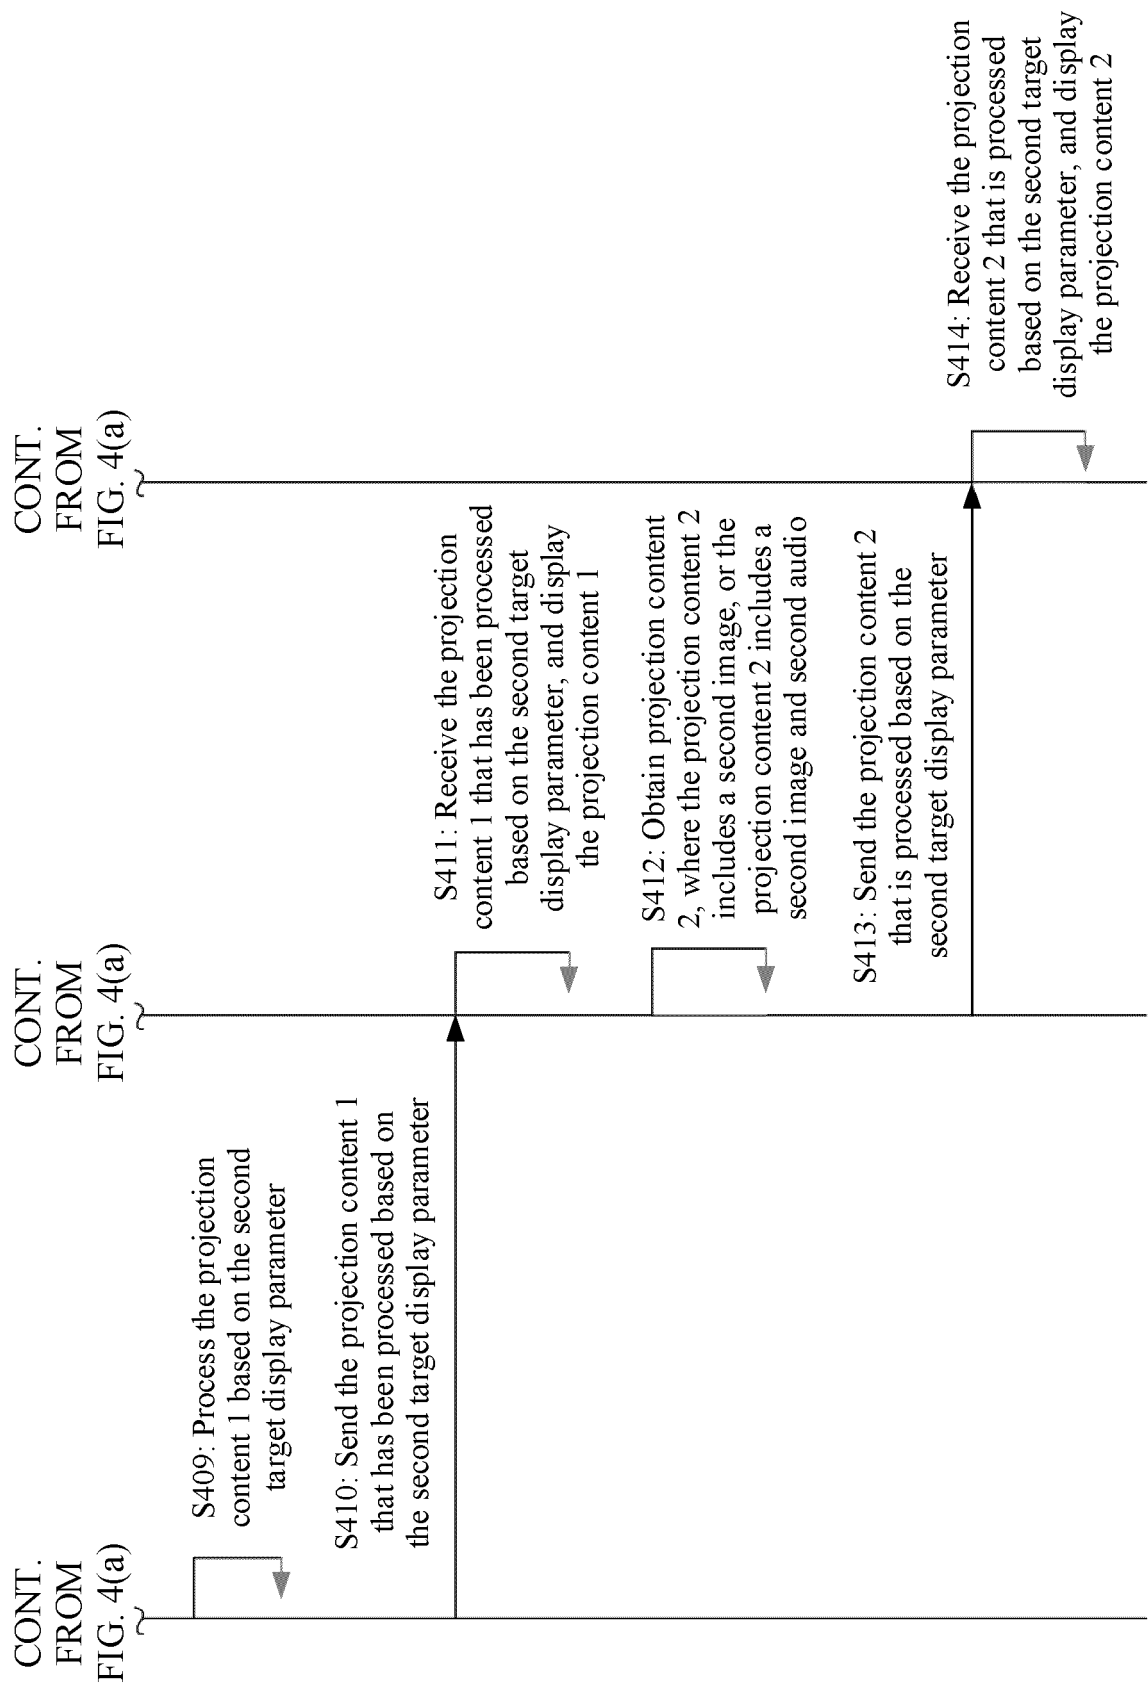 CONT.
FROM
FIG. 4(a)
CONT.
FROM
FIG. 4(a)
CONT.
FROM
FIG. 4(a)
S409: Process the projection
content 1 based on the second
target display parameter
S410: Send the projection content 1
that has been processed based on
the second target display parameter
S411: Receive the projection
content 1 that has been processed
based on the second target
display parameter, and display
the projection content 1
S412: Obtain projection content
2, where the projection content 2
includes a second image, or the
projection content 2 includes a
second image and second audio
S413: Send the projection content 2
that is processed based on the
second target display parameter
S414: Receive the projection
content 2 that is processed
based on the second target
display parameter, and display
the projection content 2